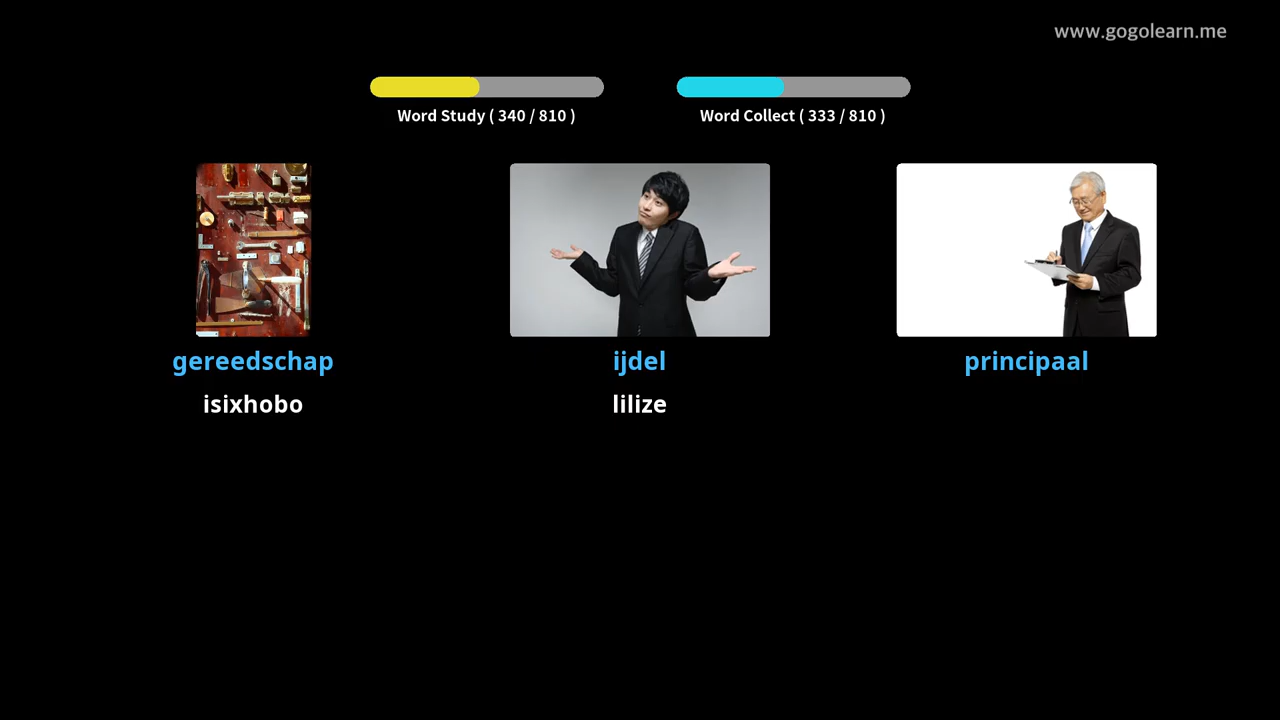 www.gogolearn.me
Word Study ( 340 / 810 )
Word Collect ( 333 / 810 )
gereedschap
ijdel
principaal
isixhobo
lilize